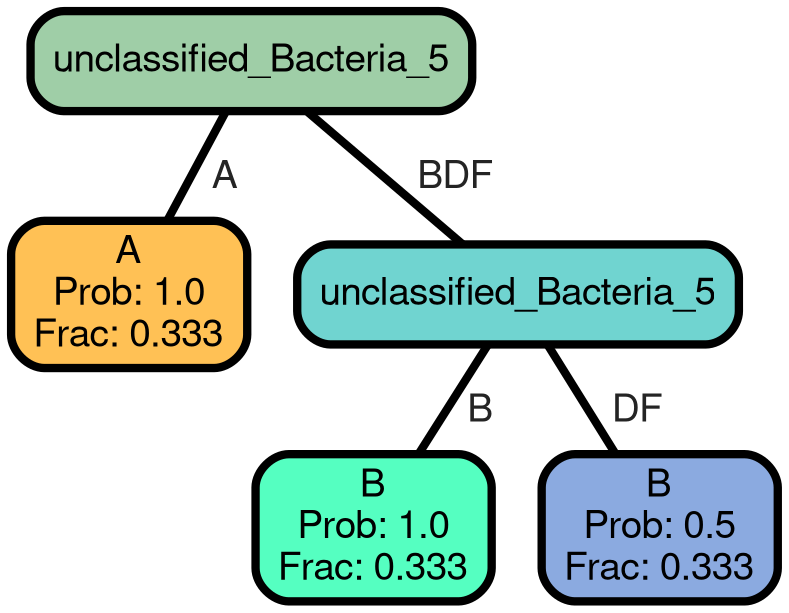 unclassified_Bacteria_5
A
BDF
A
Prob: 1.0
Frac: 0.333
unclassified_Bacteria_5
B
DF
B
Prob: 1.0
Frac: 0.333
B
Prob: 0.5
Frac: 0.333